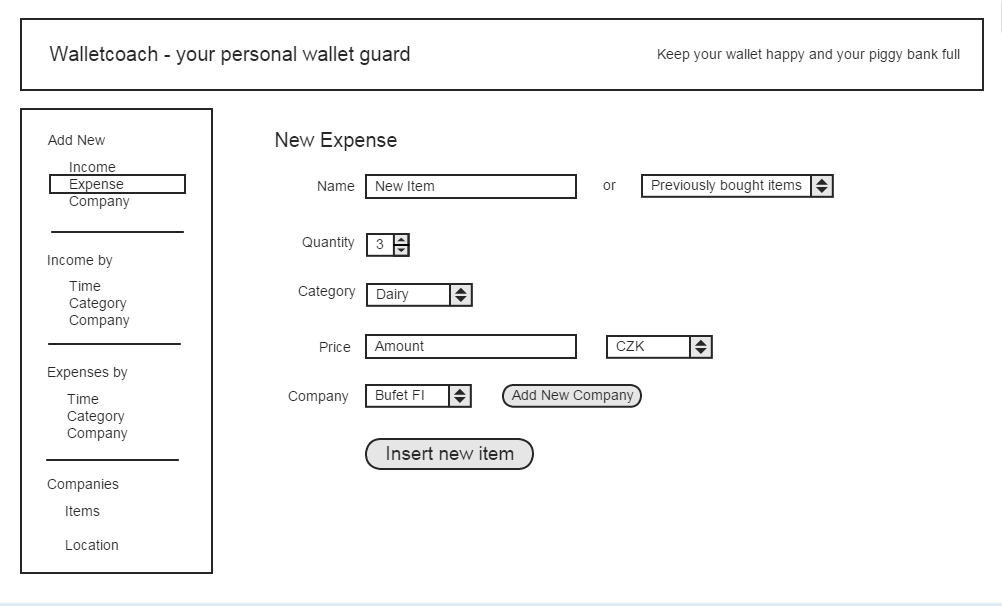 Walletcoach - your personal wallet guard
Keep your wallet happy and your piggy bank full
Add New
Income
Expense
Company
Income by
Time
Category
Company
Expenses by
Time
Category
Company
Companies
Items
Location
New Expense
Name New Item or Previously bought items
Quantity 3
Category Dairy
Price Amount CZK
Company Bufet FI Add New Company
Insert new item